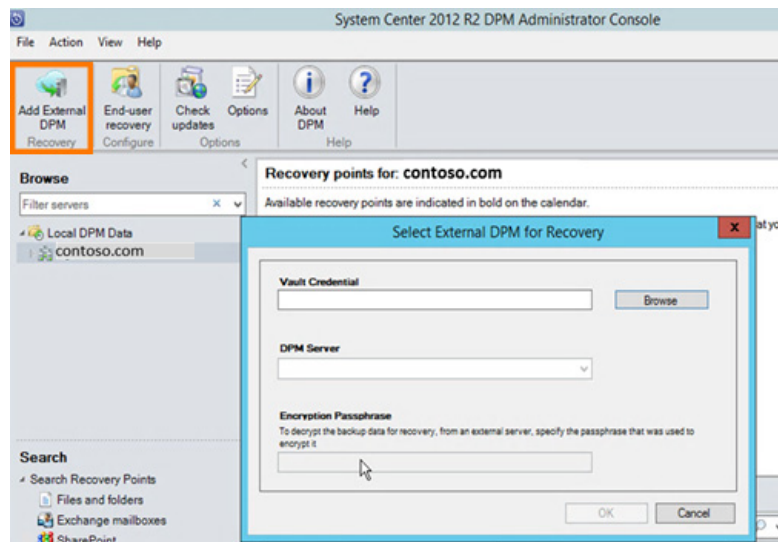 System Center 2012 R2 DPM Administrator Console
File Action View Help
Add External DPM
End-user recovery
Check updates
Options
About DPM
Help
Recovery
Configure
Options
Help
Browse
Filter servers
Local DPM Data
contoso.com
Recovery points for: contoso.com
Available recovery points are indicated in bold on the calendar.
at yo
Select External DPM for Recovery
x
Vault Credential
Browse
DPM Server
Encryption Passphrase
To decrypt the backup data for recovery, from an external server, specify the passphrase that was used to
encrypt it
OK Cancel
Search
Search Recovery Points
Files and folders
Exchange mailboxes
SharePoint